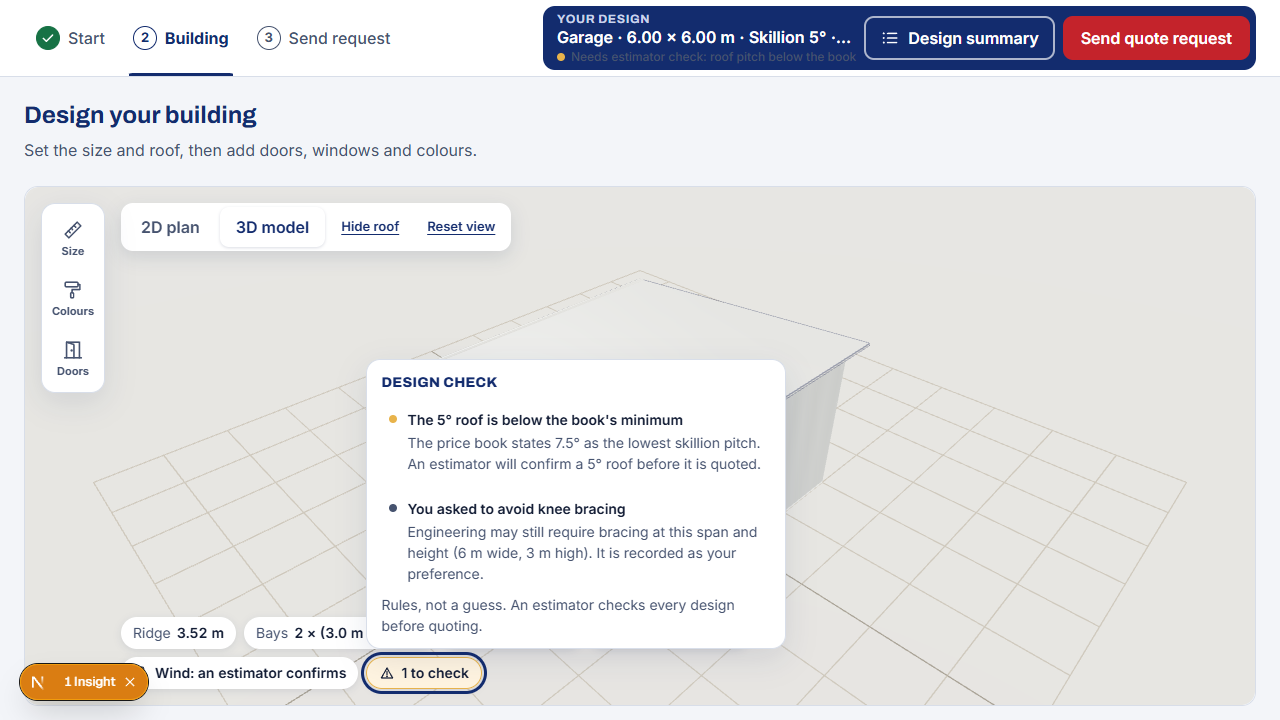 Start
2 Building
3 Send request
YOUR DESIGN
Garage · 6.00 × 6.00 m · Skillion 5° ·...
Needs estimator check: roof pitch below the book
Design summary
Send quote request
Design your building
Set the size and roof, then add doors, windows and colours.
Size
Colours
Doors
2D plan
3D model
Hide roof
Reset view
DESIGN CHECK
The 5° roof is below the book's minimum
The price book states 7.5° as the lowest skillion pitch.
An estimator will confirm a 5° roof before it is quoted.
You asked to avoid knee bracing
Engineering may still require bracing at this span and
height (6 m wide, 3 m high). It is recorded as your
preference.
Rules, not a guess. An estimator checks every design
before quoting.
Ridge 3.52 m
Bays 2 × (3.0 m
Wind: an estimator confirms
1 to check
N 1 Insight